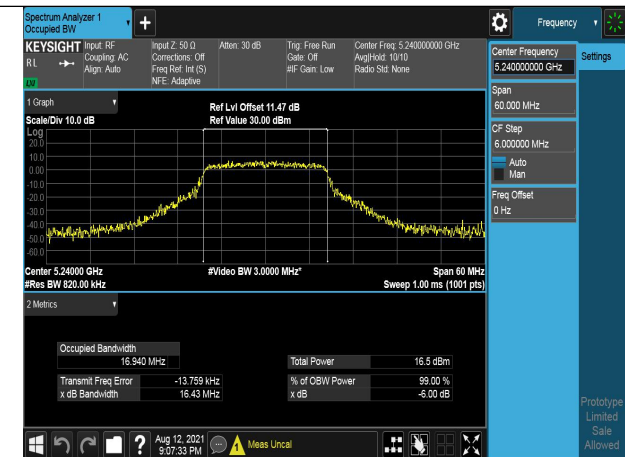 Spectrum Analyzer 1
Occupied BW
+
Frequency
KEYSIGHT
R L
LXI
Input: RF
Coupling: AC
Align: Auto
Input Z: 50 Ω
Corrections: Off
Freq Ref: Int (S)
NFE: Adaptive
Atten: 30 dB
Trig: Free Run
Gate: Off
#IF Gain: Low
Center Freq: 5.240000000 GHz
Avg|Hold: 10/10
Radio Std: None
Center Frequency
5.240000000 GHz
Settings
Span
60.000 MHz
CF Step
6.000000 MHz
Auto
Man
Freq Offset
0 Hz
1 Graph
Scale/Div 10.0 dB
Ref Lvl Offset 11.47 dB
Ref Value 30.00 dBm
Log
20.0
10.0
0.00
-10.0
-20.0
-30.0
-40.0
-50.0
-60.0
Center 5.24000 GHz
#Res BW 820.00 kHz
#Video BW 3.0000 MHz*
Span 60 MHz
Sweep 1.00 ms (1001 pts)
2 Metrics
Occupied Bandwidth
16.940 MHz
Total Power 16.5 dBm
Transmit Freq Error -13.759 kHz
% of OBW Power 99.00 %
x dB Bandwidth 16.43 MHz
x dB -6.00 dB
Prototype
Limited
Sale
Allowed
?
Aug 12, 2021
9:07:33 PM
Meas Uncal